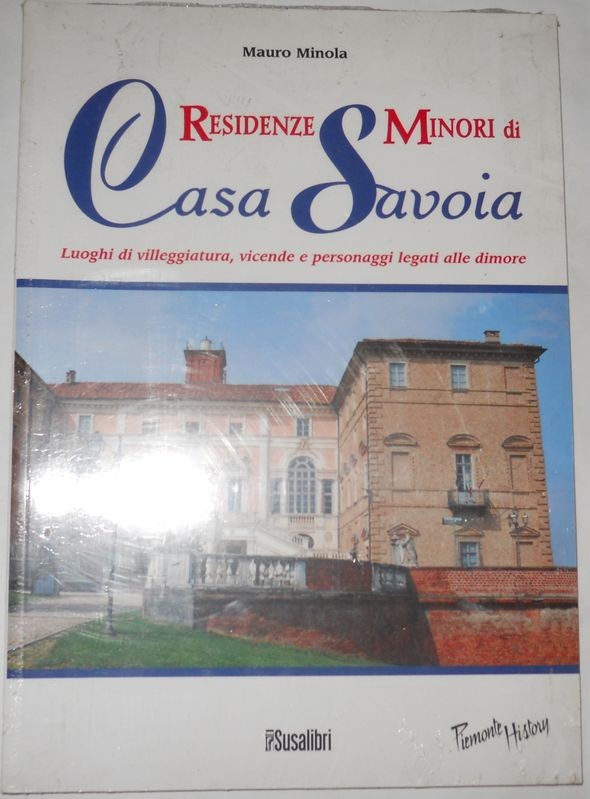 Mauro Minola
Residenze Minori di
Casa Savoia
Luoghi di villeggiatura, vicende e personaggi legati alle dimore
Susalibri
Piemonte History